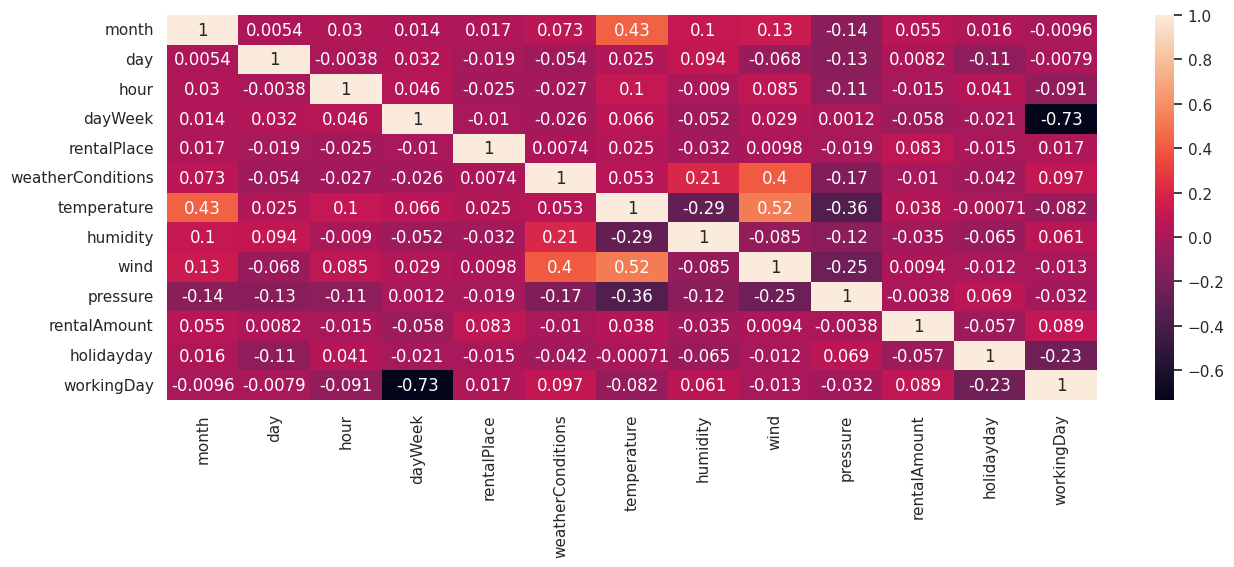 month 1 0.0054 0.03 0.014 0.017 0.073 0.43 0.1 0.13 -0.14 0.055 0.016 -0.0096
day 0.0054 1 -0.0038 0.032 -0.019 -0.054 0.025 0.094 -0.068 -0.13 0.0082 -0.11 -0.0079
hour 0.03 -0.0038 1 0.046 -0.025 -0.027 0.1 -0.009 0.085 -0.11 -0.015 0.041 -0.091
dayWeek 0.014 0.032 0.046 1 -0.01 -0.026 0.066 -0.052 0.029 0.0012 -0.058 -0.021 -0.73
rentalPlace 0.017 -0.019 -0.025 -0.01 1 0.0074 0.025 -0.032 0.0098 -0.019 0.083 -0.015 0.017
weatherConditions 0.073 -0.054 -0.027 -0.026 0.0074 1 0.053 0.21 0.4 -0.17 -0.01 -0.042 0.097
temperature 0.43 0.025 0.1 0.066 0.025 0.053 1 -0.29 0.52 -0.36 0.038 -0.00071 -0.082
humidity 0.1 0.094 -0.009 -0.052 -0.032 0.21 -0.29 1 -0.085 -0.12 -0.035 -0.065 0.061
wind 0.13 -0.068 0.085 0.029 0.0098 0.4 0.52 -0.085 1 -0.25 0.0094 -0.012 -0.013
pressure -0.14 -0.13 -0.11 0.0012 -0.019 -0.17 -0.36 -0.12 -0.25 1 -0.0038 0.069 -0.032
rentalAmount 0.055 0.0082 -0.015 -0.058 0.083 -0.01 0.038 -0.035 0.0094 -0.0038 1 -0.057 0.089
holidayday 0.016 -0.11 0.041 -0.021 -0.015 -0.042 -0.00071 -0.065 -0.012 0.069 -0.057 1 -0.23
workingDay -0.0096 -0.0079 -0.091 -0.73 0.017 0.097 -0.082 0.061 -0.013 -0.032 0.089 -0.23 1
month
day
hour
dayWeek
rentalPlace
weatherConditions
temperature
humidity
wind
pressure
rentalAmount
holidayday
workingDay
1.0
0.8
0.6
0.4
0.2
0.0
−0.2
−0.4
−0.6